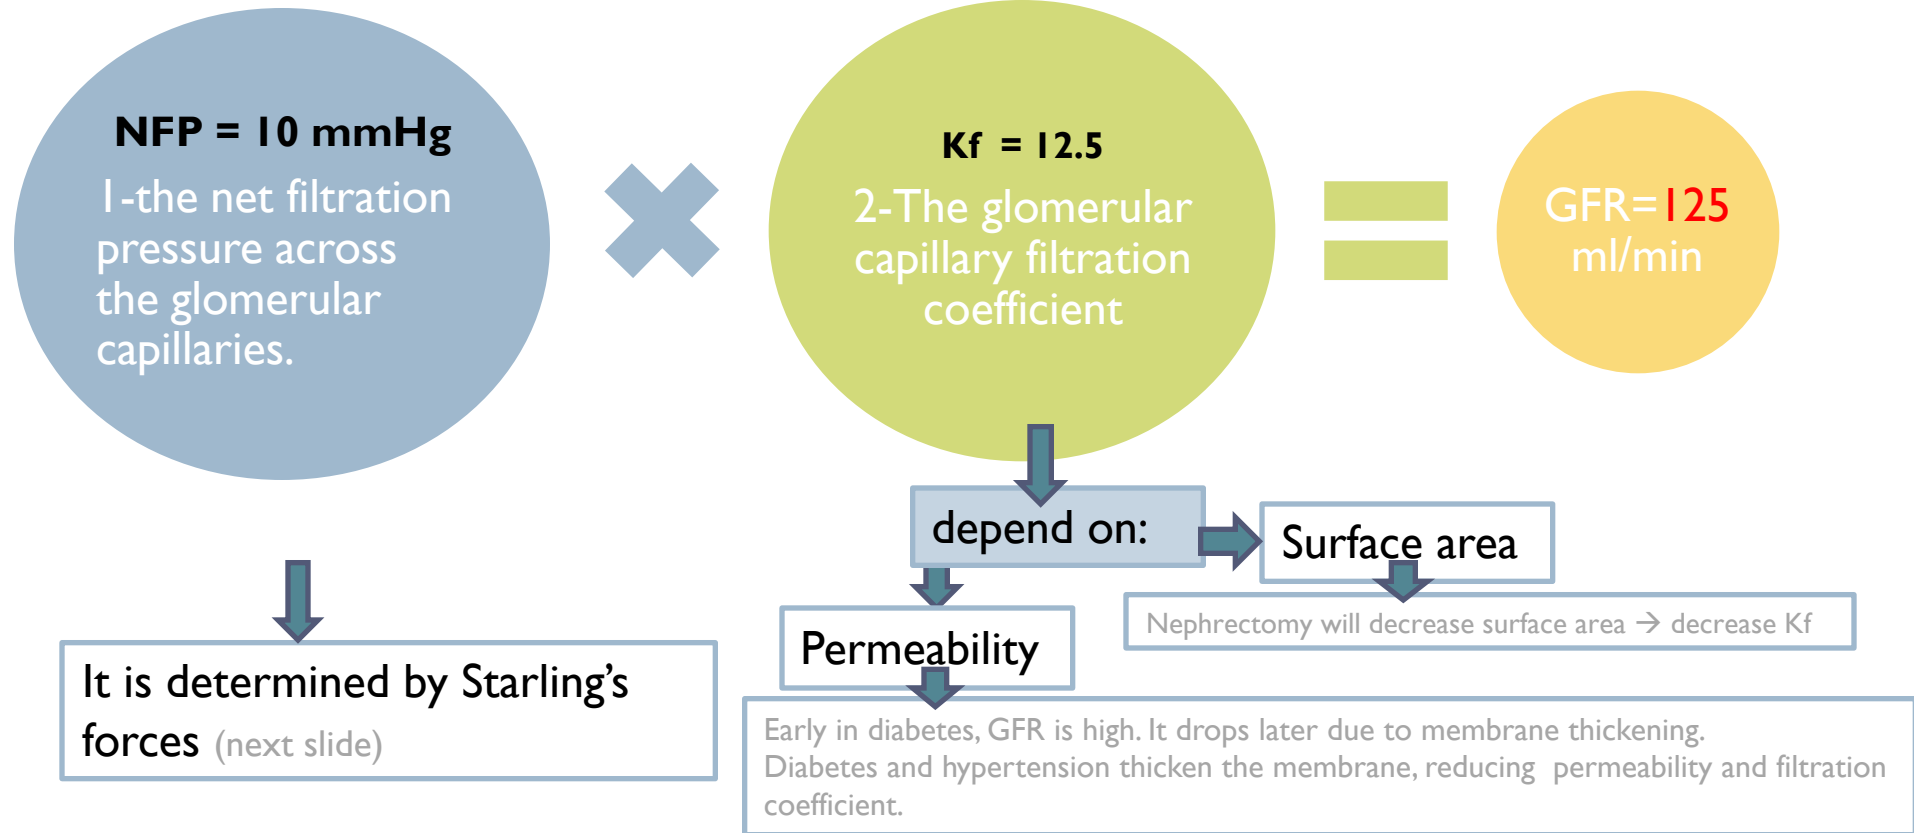 NFP = 10 mmHg
1-the net filtration
pressure across
the glomerular
capillaries.
Kf = 12.5
2-The glomerular
capillary filtration
coefficient
GFR=125
ml/min
depend on:
Surface area
Nephrectomy will decrease surface area → decrease Kf
Permeability
It is determined by Starling’s
forces (next slide)
Early in diabetes, GFR is high. It drops later due to membrane thickening.
Diabetes and hypertension thicken the membrane, reducing permeability and filtration
coefficient.